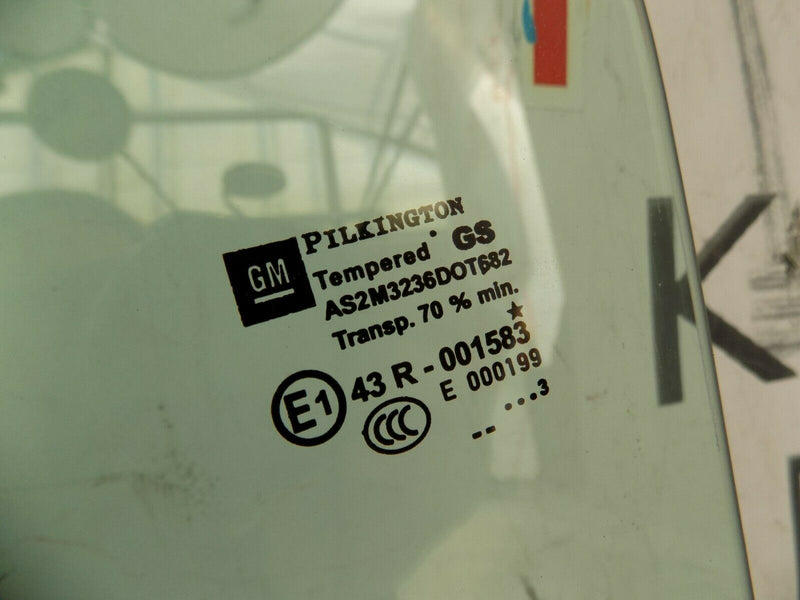 PILKINGTON
GM
Tempered GS
AS2M3236DOT682
Transp. 70 % min.
E1
43 R - 001583
CCC
E 000199
-- ...3
K